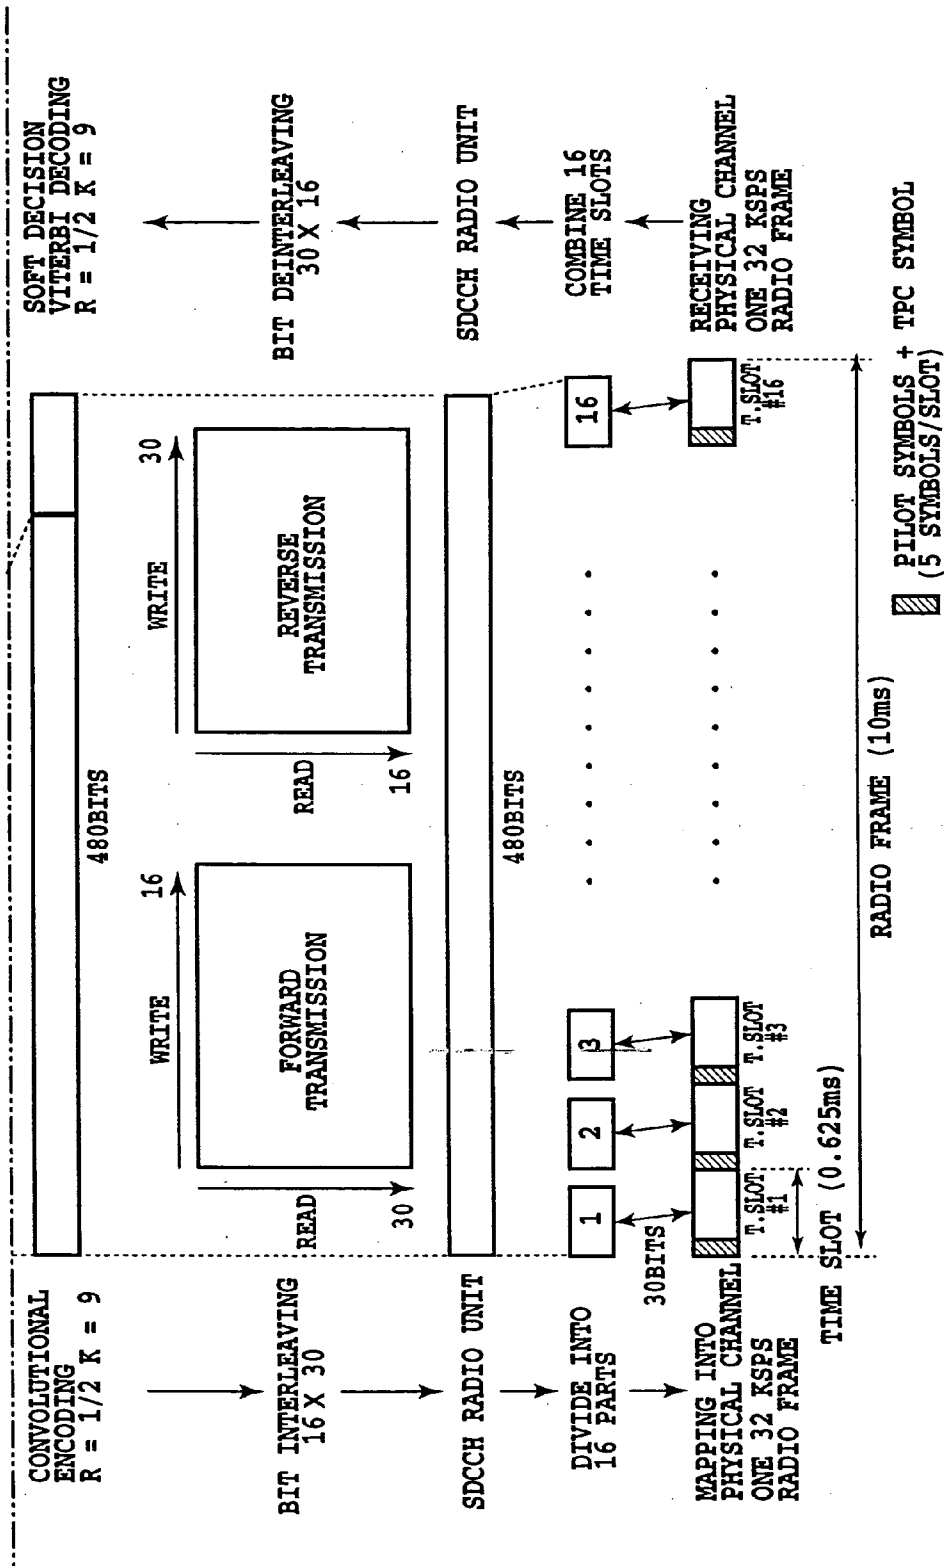 CONVOLUTIONAL
ENCODING
R = 1/2 K = 9
BIT INTERLEAVING
16 X 30
SDCCH RADIO UNIT
DIVIDE INTO
16 PARTS
MAPPING INTO
PHYSICAL CHANNEL
ONE 32 KSPS
RADIO FRAME
480BITS
WRITE
16
READ
30
FORWARD
TRANSMISSION
WRITE
30
READ
16
REVERSE
TRANSMISSION
480BITS
1
2
3
16
30BITS
T.SLOT
#1
T.SLOT
#2
T.SLOT
#3
T.SLOT
#16
TIME SLOT (0.625ms)
RADIO FRAME (10ms)
SOFT DECISION
VITERBI DECODING
R = 1/2 K = 9
BIT DEINTERLEAVING
30 X 16
SDCCH RADIO UNIT
COMBINE 16
TIME SLOTS
RECEIVING
PHYSICAL CHANNEL
ONE 32 KSPS
RADIO FRAME
PILOT SYMBOLS + TPC SYMBOL
(5 SYMBOLS/SLOT)